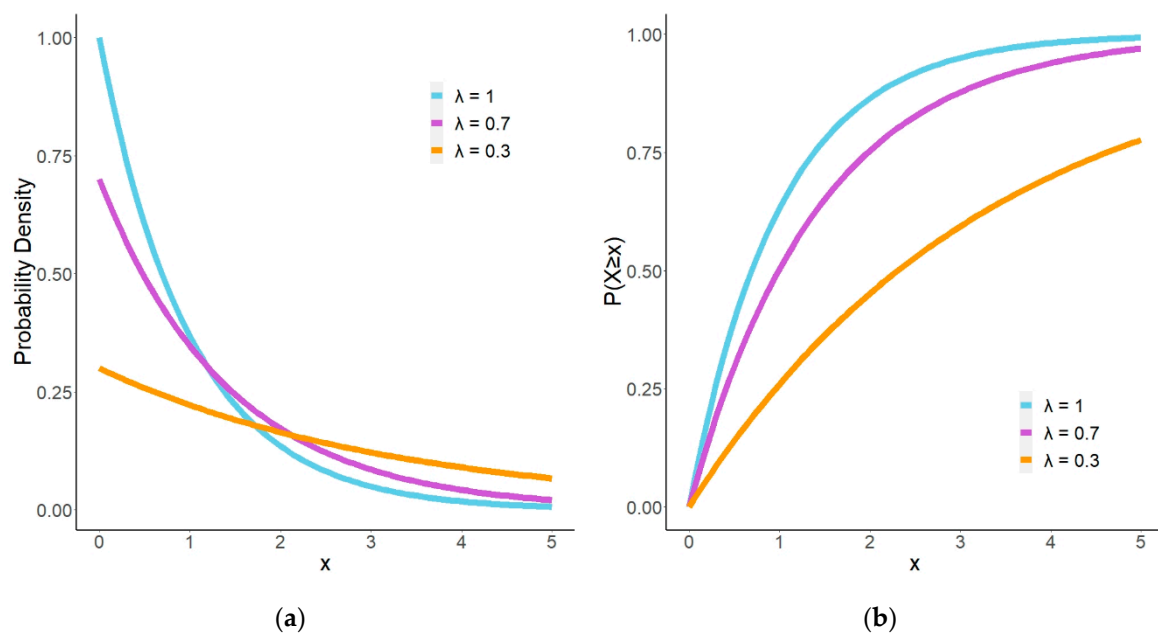 1.00
0.75
0.50
0.25
0.00
Probability Density
λ = 1
λ = 0.7
λ = 0.3
0 1 2 3 4 5
x
(a)
1.00
0.75
0.50
0.25
0.00
P(X≥x)
λ = 1
λ = 0.7
λ = 0.3
0 1 2 3 4 5
x
(b)